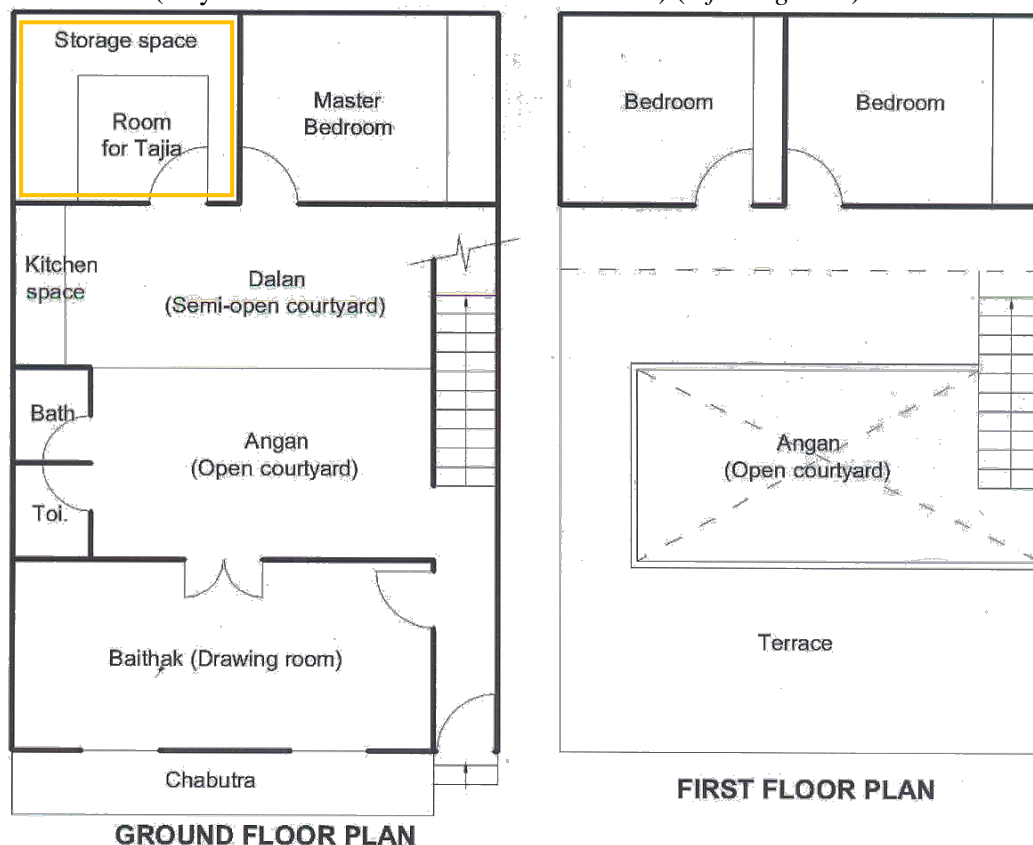 Storage space
Room
for Tajia
Master
Bedroom
Kitchen
space
Dalan
(Semi-open courtyard)
Bath
Angan
(Open courtyard)
Toi.
Baithak (Drawing room)
Chabutra
GROUND FLOOR PLAN
Bedroom
Bedroom
Angan
(Open courtyard)
Terrace
FIRST FLOOR PLAN